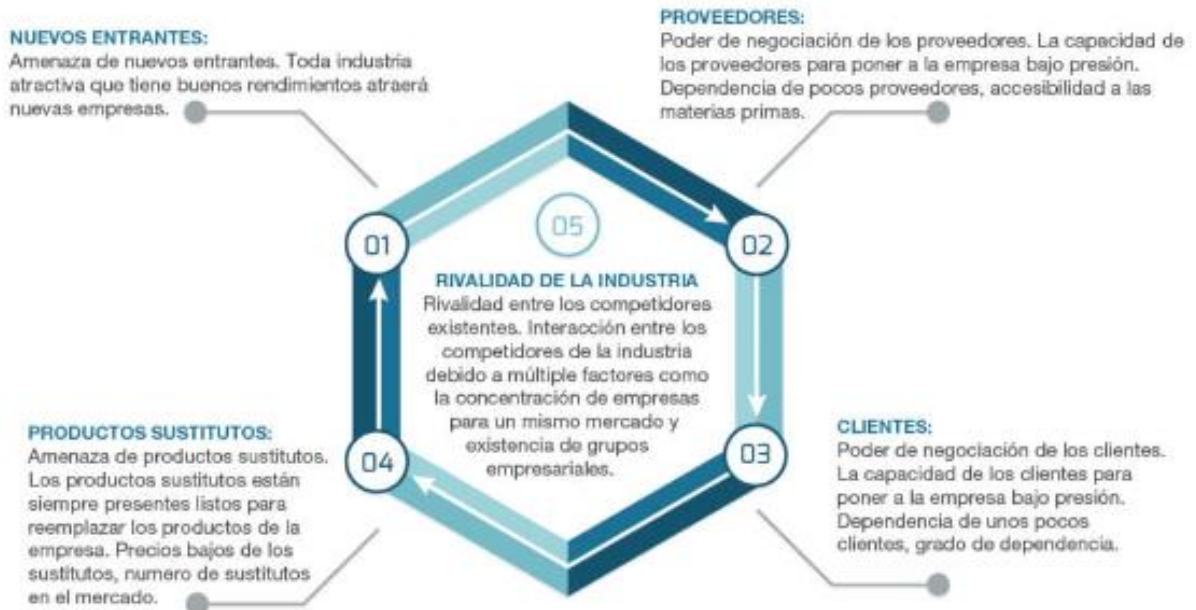 NUEVOS ENTRANTES:
Amenaza de nuevos entrantes. Toda industria
atractiva que tiene buenos rendimientos atraerá
nuevas empresas.
PROVEEDORES:
Poder de negociación de los proveedores. La capacidad de
los proveedores para poner a la empresa bajo presión.
Dependencia de pocos proveedores, accesibilidad a las
materias primas.
01
02
05
RIVALIDAD DE LA INDUSTRIA
Rivalidad entre los competidores
existentes. Interacción entre los
competidores de la industria
debido a múltiple factores como
la concentración de empresas
para un mismo mercado y
existencia de grupos
empresariales.
03
04
CLIENTES:
Poder de negociación de los clientes.
La capacidad de los clientes para
poner a la empresa bajo presión.
Dependencia de unos pocos
clientes, grado de dependencia.
PRODUCTOS SUSTITUTOS:
Amenaza de productos sustitutos.
Los productos sustitutos están
siempre presentes listos para
reemplazar los productos de la
empresa. Precios bajos de los
sustitutos, numero de sustitutos
en el mercado.